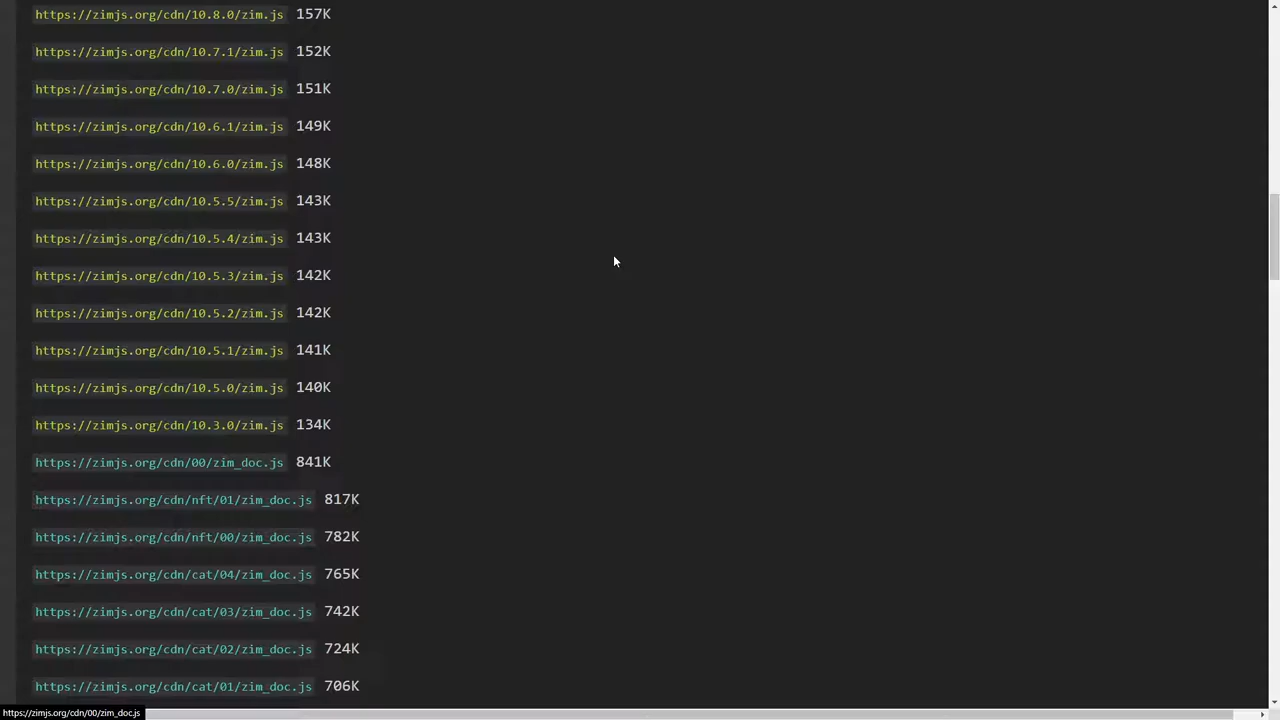 https://zimjs.org/cdn/10.8.0/zim.js 157K
https://zimjs.org/cdn/10.7.1/zim.js 152K
https://zimjs.org/cdn/10.7.0/zim.js 151K
https://zimjs.org/cdn/10.6.1/zim.js 149K
https://zimjs.org/cdn/10.6.0/zim.js 148K
https://zimjs.org/cdn/10.5.5/zim.js 143K
https://zimjs.org/cdn/10.5.4/zim.js 143K
https://zimjs.org/cdn/10.5.3/zim.js 142K
https://zimjs.org/cdn/10.5.2/zim.js 142K
https://zimjs.org/cdn/10.5.1/zim.js 141K
https://zimjs.org/cdn/10.5.0/zim.js 140K
https://zimjs.org/cdn/10.3.0/zim.js 134K
https://zimjs.org/cdn/00/zim_doc.js 841K
https://zimjs.org/cdn/nft/01/zim_doc.js 817K
https://zimjs.org/cdn/nft/00/zim_doc.js 782K
https://zimjs.org/cdn/cat/04/zim_doc.js 765K
https://zimjs.org/cdn/cat/03/zim_doc.js 742K
https://zimjs.org/cdn/cat/02/zim_doc.js 724K
https://zimjs.org/cdn/cat/01/zim_doc.js 706K
https://zimjs.org/cdn/00/zim_doc.js